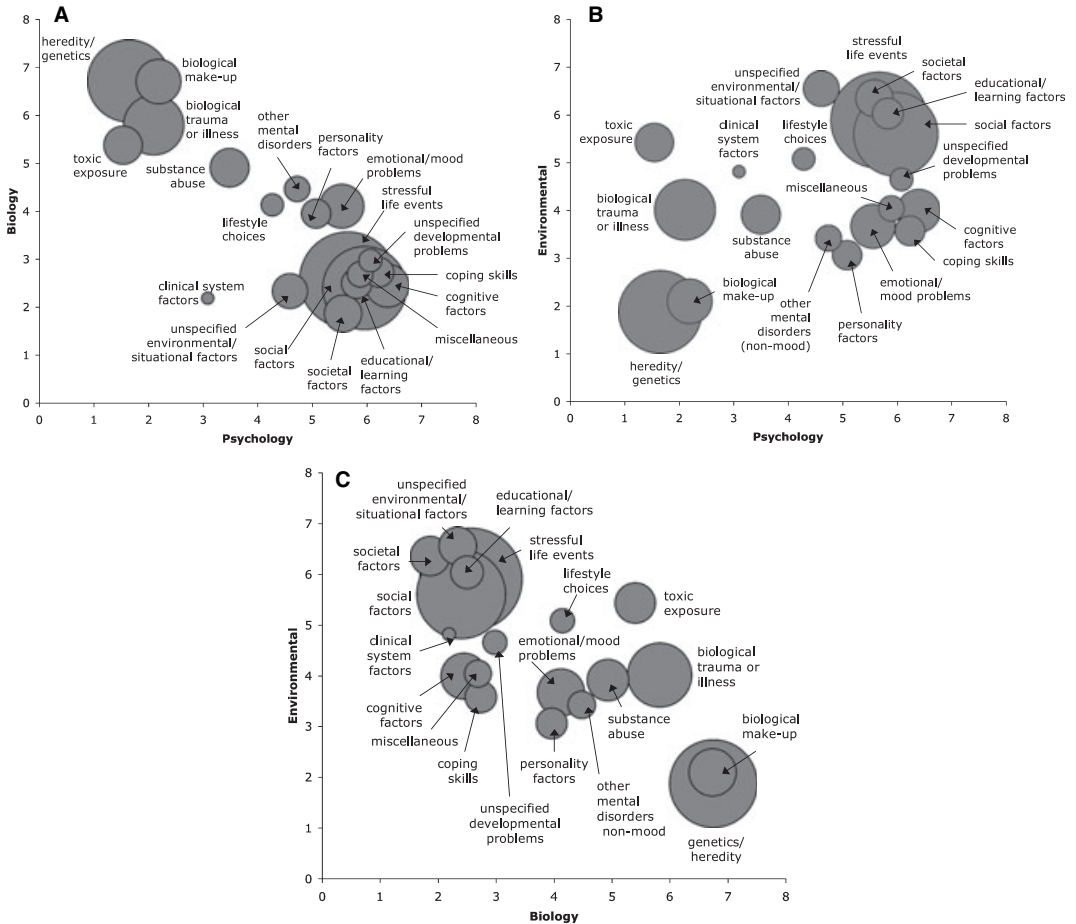 A
8
7
6
5
4
3
2
1
0
0 1 2 3 4 5 6 7 8
Biology
Psychology
heredity/
genetics
biological
make-up
biological
trauma
or illness
toxic
exposure
substance
abuse
other
mental
disorders
personality
factors
emotional/mood
problems
stressful
life events
unspecified
developmental
problems
lifestyle
choices
coping skills
cognitive
factors
miscellaneous
clinical system
factors
unspecified
environmental/
situational factors
social
factors
societal
factors
educational/
learning
factors
B
8
7
6
5
4
3
2
1
0
0 1 2 3 4 5 6 7 8
Environmental
Psychology
stressful
life events
societal
factors
unspecified
environmental/
situational factors
educational/
learning factors
social factors
toxic
exposure
clinical
system
factors
lifestyle
choices
unspecified
developmental
problems
miscellaneous
biological
trauma
or illness
substance
abuse
cognitive
factors
coping skills
emotional/
mood problems
biological
make-up
other
mental
disorders
(non-mood)
personality
factors
heredity/
genetics
C
8
7
6
5
4
3
2
1
0
0 1 2 3 4 5 6 7 8
Environmental
Biology
unspecified
environmental/
situational factors
educational/
learning factors
societal
factors
stressful
life events
lifestyle
choices
toxic
exposure
social
factors
clinical
system
factors
emotional/mood
problems
biological
trauma or
illness
cognitive
factors
miscellaneous
coping
skills
unspecified
developmental
problems
personality
factors
substance
abuse
other
mental
disorders
non-mood
biological
make-up
genetics/
heredity